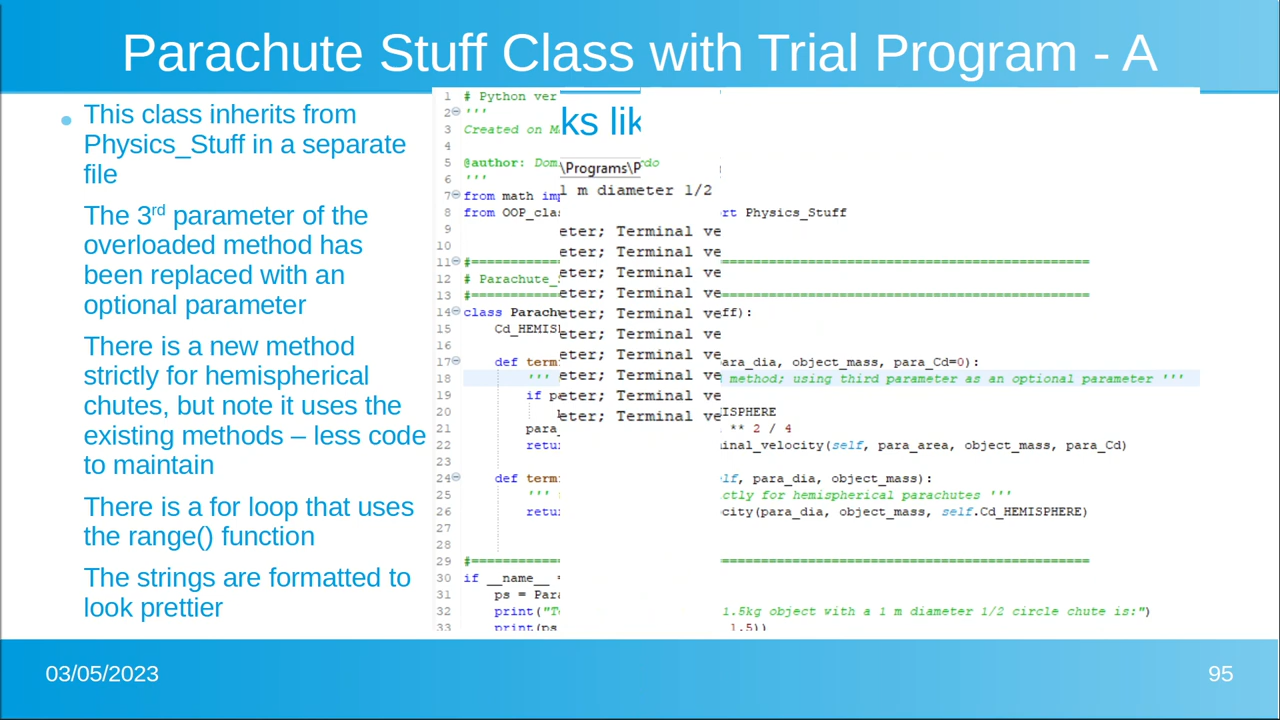 Parachute Stuff Class with Trial Program - A
This class inherits from
Physics_Stuff in a separate
file
The 3rd parameter of the
overloaded method has
been replaced with an
optional parameter
There is a new method
strictly for hemispherical
chutes, but note it uses the
existing methods – less code
to maintain
There is a for loop that uses
the range() function
The strings are formatted to
look prettier
1 # Python ver
ks lik
2 '''
3 Created on M
4
5 @author: Dom do
\Programs\P
6 '''
1 m diameter 1/2
7 from math imp
8 from OOP_clas rt Physics_Stuff
9 eter; Terminal ve
10 eter; Terminal ve
11 #==============================
eter; Terminal ve
12 # Parachute_
13 #==============================
eter; Terminal ve
14 class Parach ff):
eter; Terminal ve
15 Cd_HEMIS
16 eter; Terminal ve
17 def term ara_dia, object_mass, para_Cd=0):
eter; Terminal ve
18 ''' method; using third parameter as an optional parameter '''
eter; Terminal ve
19 if p
eter; Terminal ve
20 ISPHERE
eter; Terminal ve
21 para_ ** 2 / 4
22 retu inal_velocity(self, para_area, object_mass, para_Cd)
23
24 def term lf, para_dia, object_mass):
25 ''' ctly for hemispherical parachutes '''
26 retu city(para_dia, object_mass, self.Cd_HEMISPHERE)
27
28
29 #==============================
30 if __name__ =
31 ps = Para
32 print("T 1.5kg object with a 1 m diameter 1/2 circle chute is:")
33 print(ps 1.5))
03/05/2023
95